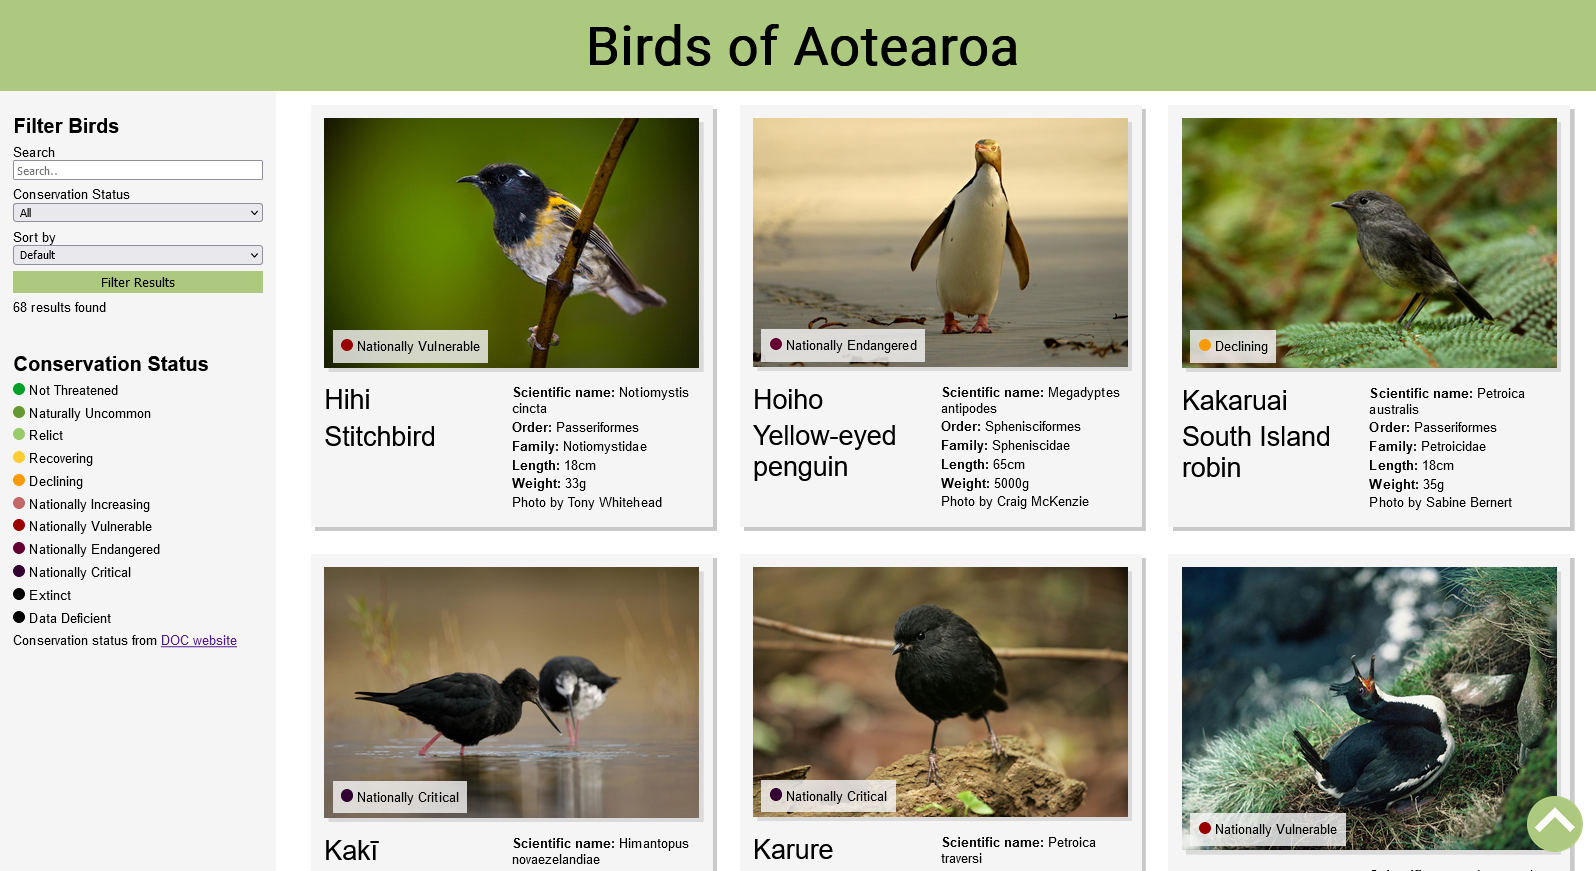 Birds of Aotearoa
Filter Birds
Search
Search..
Conservation Status
All
Sort by
Default
Filter Results
68 results found
Conservation Status
Not Threatened
Naturally Uncommon
Relict
Recovering
Declining
Nationally Increasing
Nationally Vulnerable
Nationally Endangered
Nationally Critical
Extinct
Data Deficient
Conservation status from DOC website
Nationally Vulnerable
Hihi
Stitchbird
Scientific name: Notiomystis
cincta
Order: Passeriformes
Family: Notiomystidae
Length: 18cm
Weight: 33g
Photo by Tony Whitehead
Nationally Endangered
Hoiho
Yellow-eyed
penguin
Scientific name: Megadyptes
antipodes
Order: Sphenisciformes
Family: Spheniscidae
Length: 65cm
Weight: 5000g
Photo by Craig McKenzie
Declining
Kakaruai
South Island
robin
Scientific name: Petroica
australis
Order: Passeriformes
Family: Petroicidae
Length: 18cm
Weight: 35g
Photo by Sabine Bernert
Nationally Critical
Kakī
Scientific name: Himantopus
novaezelandiae
Nationally Critical
Karure
Scientific name: Petroica
traversi
Nationally Vulnerable